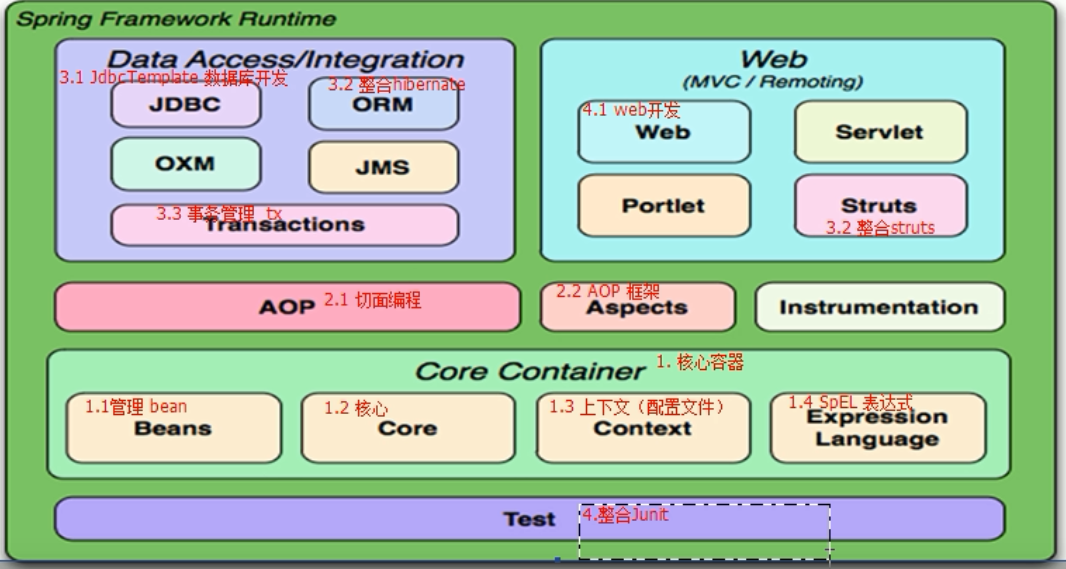 Spring Framework Runtime
Data Access/Integration
3.1 JdbcTemplate 数据库开发
JDBC
3.2 整合hibernate
ORM
OXM
JMS
3.3 事务管理 tx
Transactions
Web
(MVC / Remoting)
4.1 web开发
Web
Servlet
Portlet
Struts
3.2 整合struts
AOP 2.1 切面编程
2.2 AOP 框架
Aspects
Instrumentation
Core Container 1. 核心容器
1.1管理 bean
Beans
1.2 核心
Core
1.3 上下文（配置文件）
Context
1.4 SpEL 表达式
Expression
Language
Test 4.整合Junit